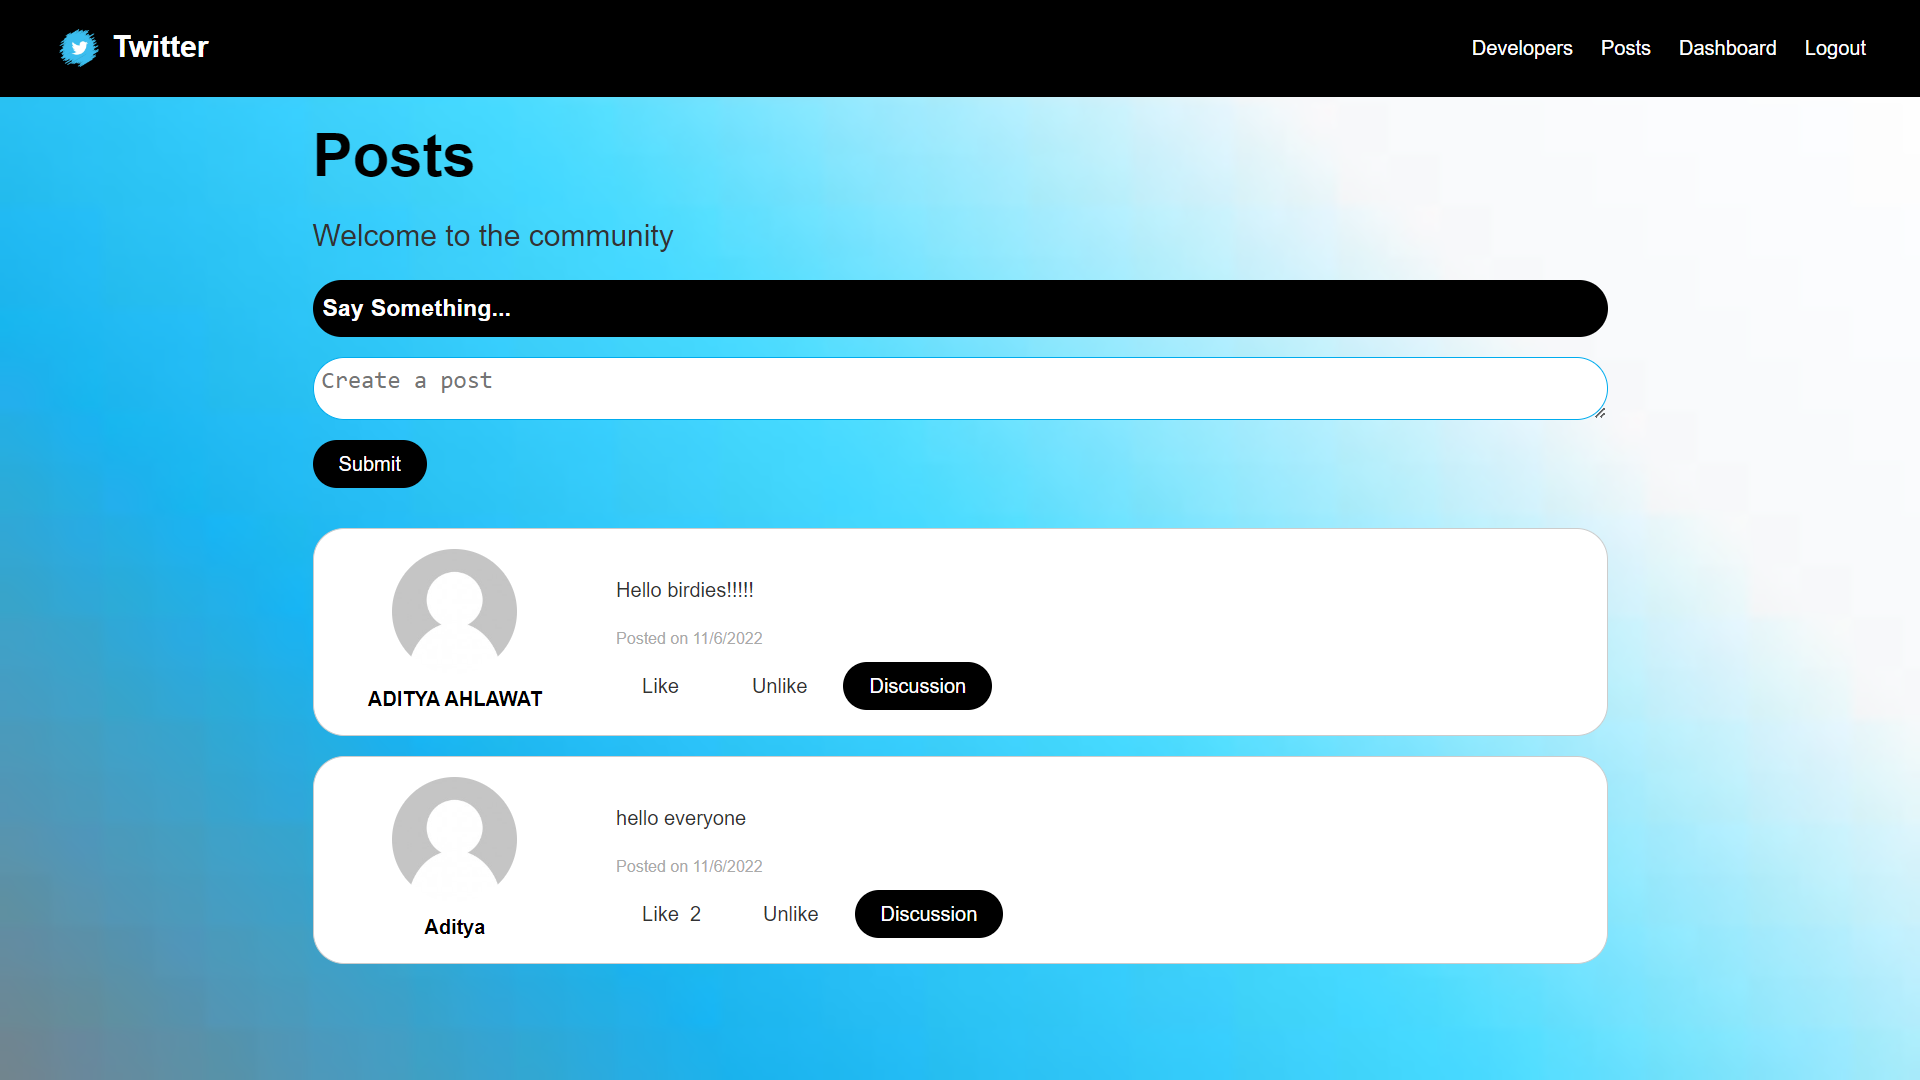 Twitter
Developers Posts Dashboard Logout
Posts
Welcome to the community
Say Something...
Create a post
Submit
Hello birdies!!!!!
Posted on 11/6/2022
Like Unlike Discussion
ADITYA AHLAWAT
hello everyone
Posted on 11/6/2022
Like 2 Unlike Discussion
Aditya